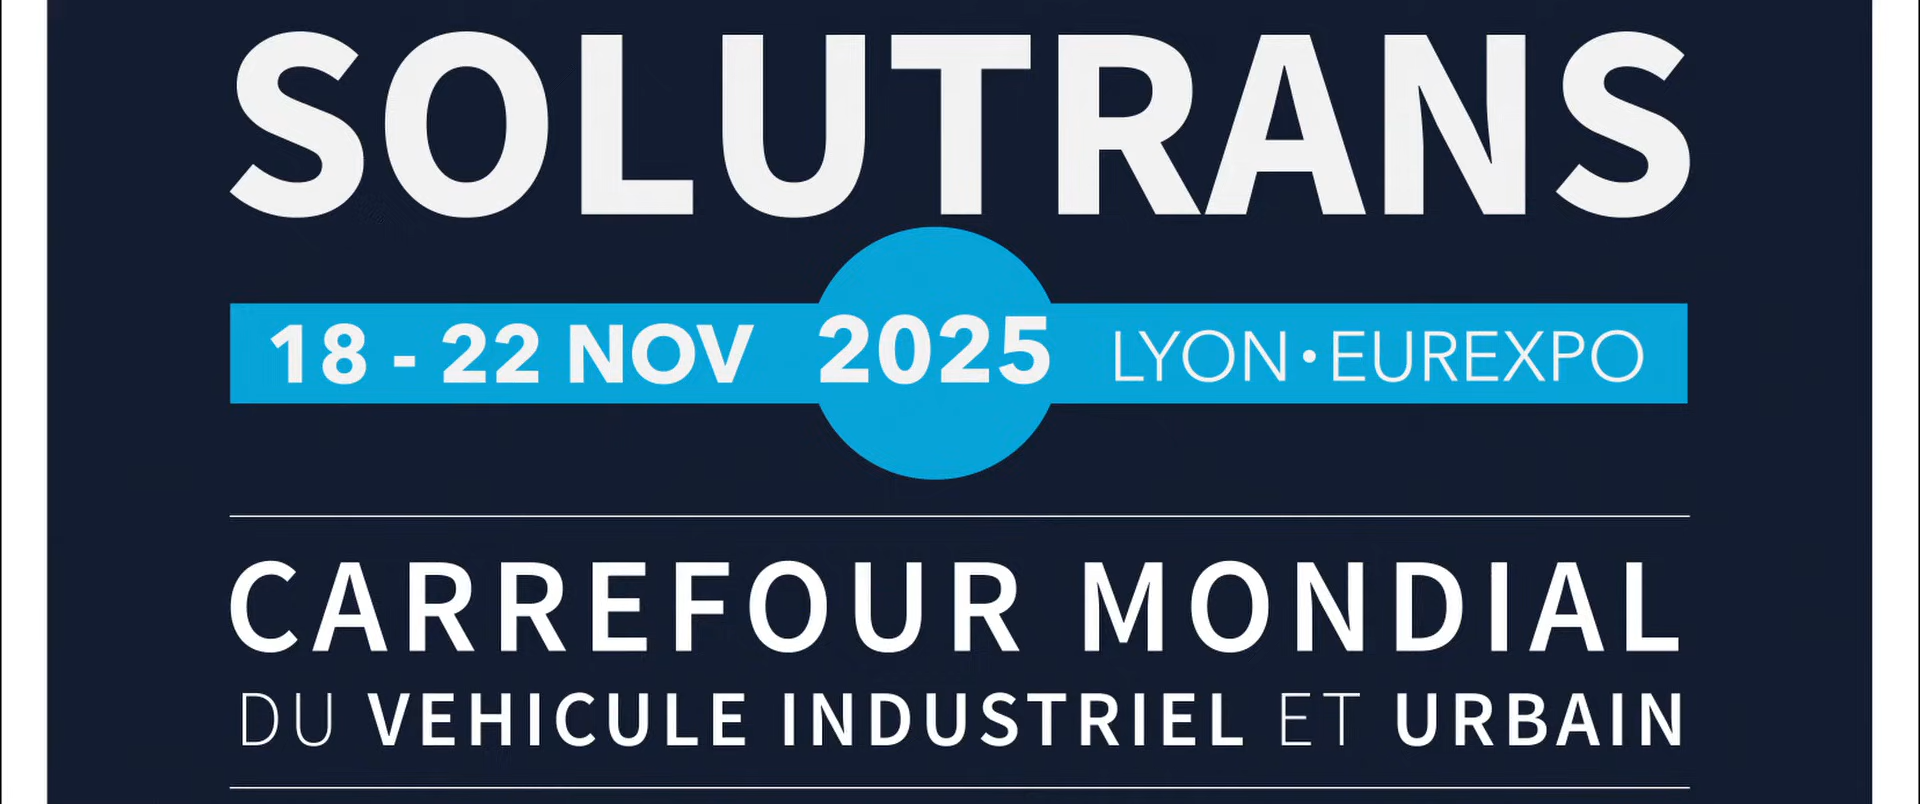 SOLUTRANS
18 - 22 NOV 2025 LYON•EUREXPO
CARREFOUR MONDIAL
DU VEHICULE INDUSTRIEL ET URBAIN